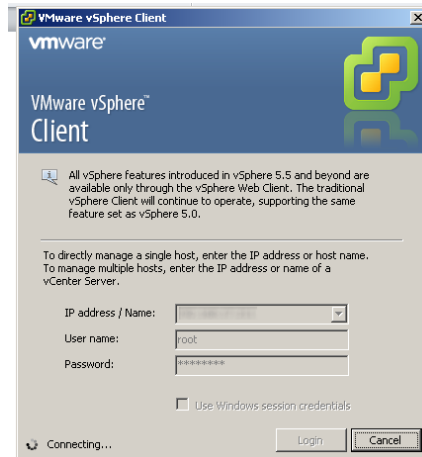 VMware vSphere Client
vmware®
VMware vSphere™
Client
All vSphere features introduced in vSphere 5.5 and beyond are
available only through the vSphere Web Client. The traditional
vSphere Client will continue to operate, supporting the same
feature set as vSphere 5.0.
To directly manage a single host, enter the IP address or host name.
To manage multiple hosts, enter the IP address or name of a
vCenter Server.
IP address / Name:
User name: root
Password: ********
Use Windows session credentials
Connecting... Login Cancel